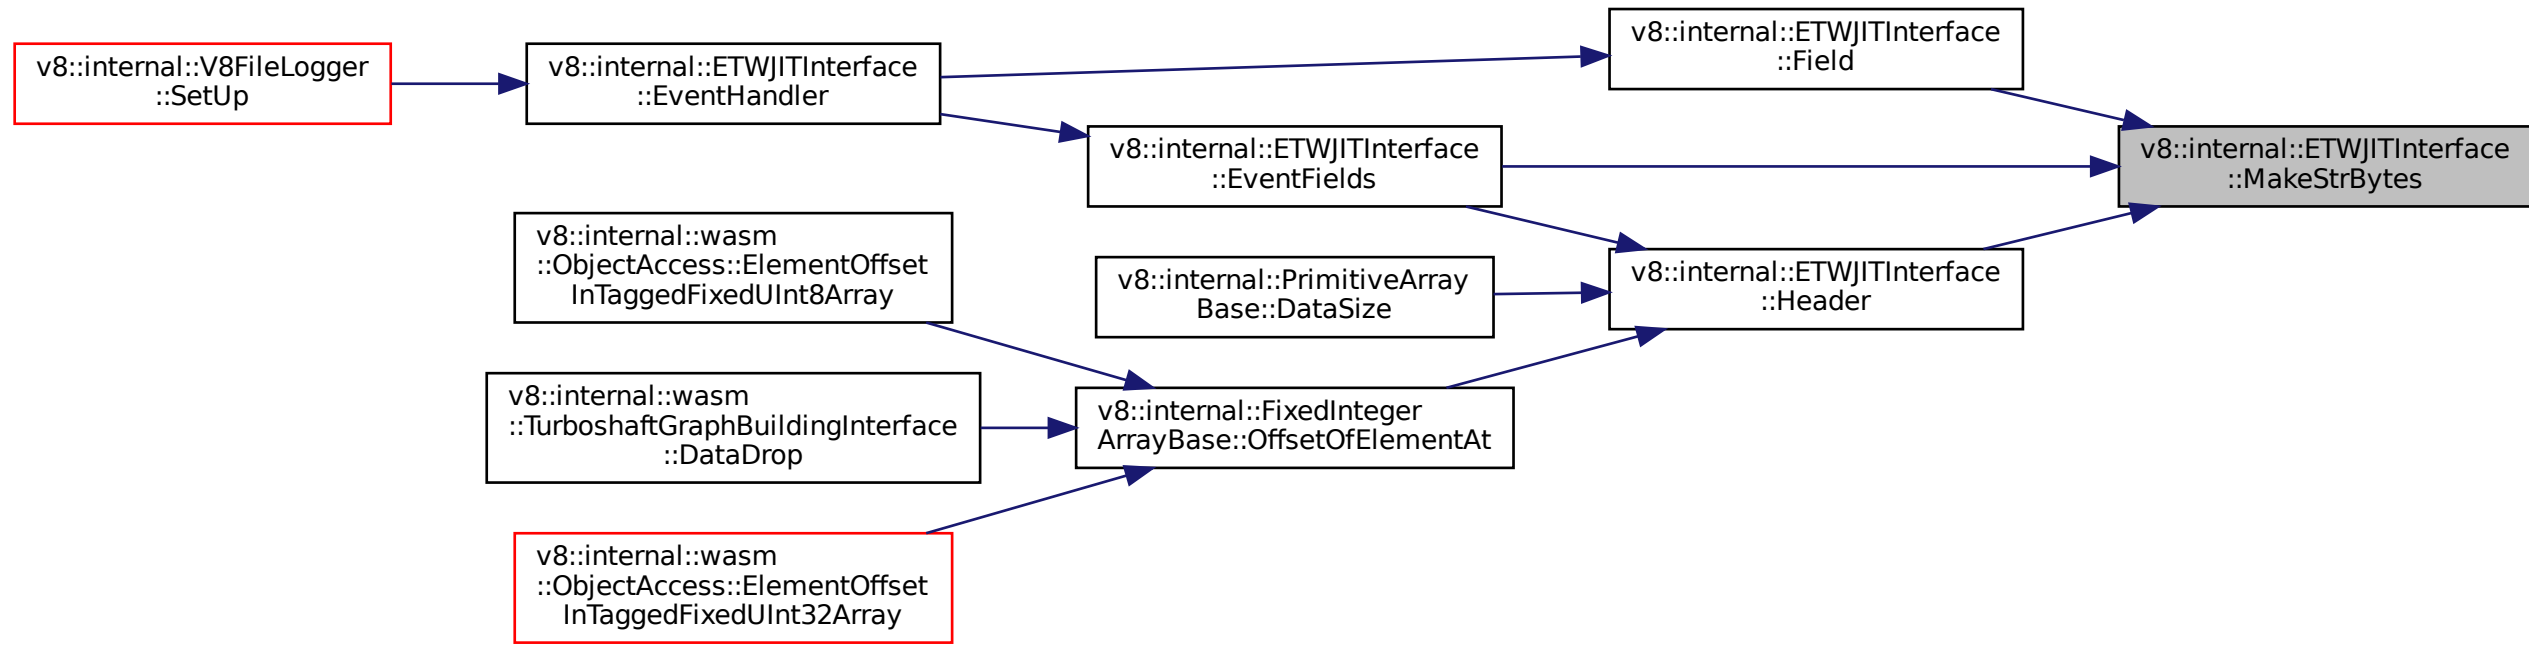 v8::internal::V8FileLogger
::SetUp
v8::internal::ETWJITInterface
::EventHandler
v8::internal::ETWJITInterface
::Field
v8::internal::ETWJITInterface
::EventFields
v8::internal::ETWJITInterface
::MakeStrBytes
v8::internal::wasm
::ObjectAccess::ElementOffset
InTaggedFixedUInt8Array
v8::internal::PrimitiveArray
Base::DataSize
v8::internal::ETWJITInterface
::Header
v8::internal::wasm
::TurboshaftGraphBuildingInterface
::DataDrop
v8::internal::FixedInteger
ArrayBase::OffsetOfElementAt
v8::internal::wasm
::ObjectAccess::ElementOffset
InTaggedFixedUInt32Array